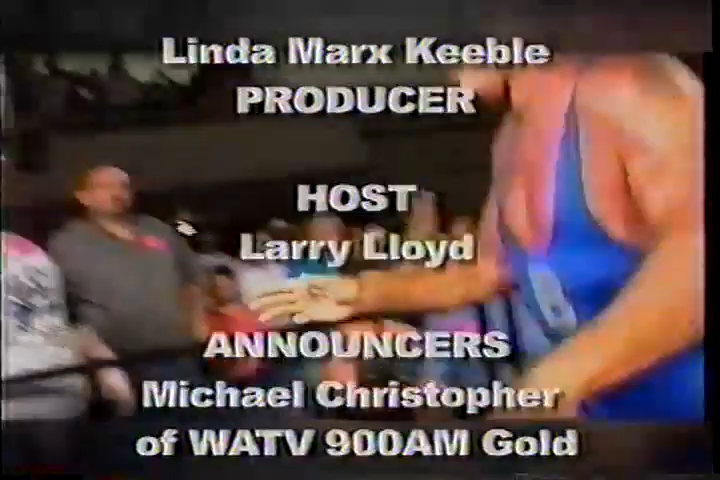 Linda Marx Keeble
PRODUCER
HOST
Larry Lloyd
ANNOUNCERS
Michael Christopher
of WATV 900AM Gold